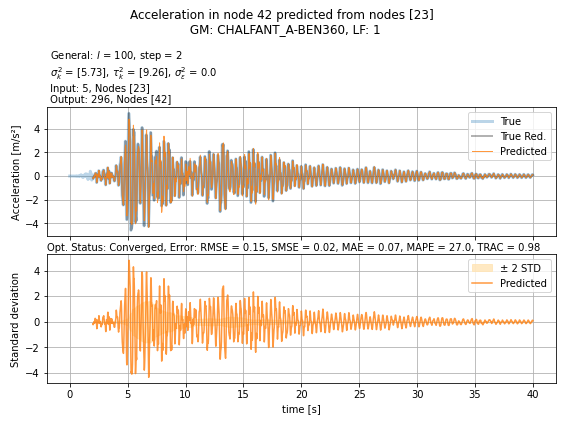 Acceleration in node 42 predicted from nodes [23]
GM: CHALFANT_A-BEN360, LF: 1
General: l = 100, step = 2
σ²ₖ = [5.73], τ²ₖ = [9.26], σ²ε = 0.0
Input: 5, Nodes [23]
Output: 296, Nodes [42]
True
True Red.
Predicted
4
2
0
−2
−4
Acceleration [m/s²]
Opt. Status: Converged, Error: RMSE = 0.15, SMSE = 0.02, MAE = 0.07, MAPE = 27.0, TRAC = 0.98
± 2 STD
Predicted
4
2
0
−2
−4
Standard deviation
0 5 10 15 20 25 30 35 40
time [s]